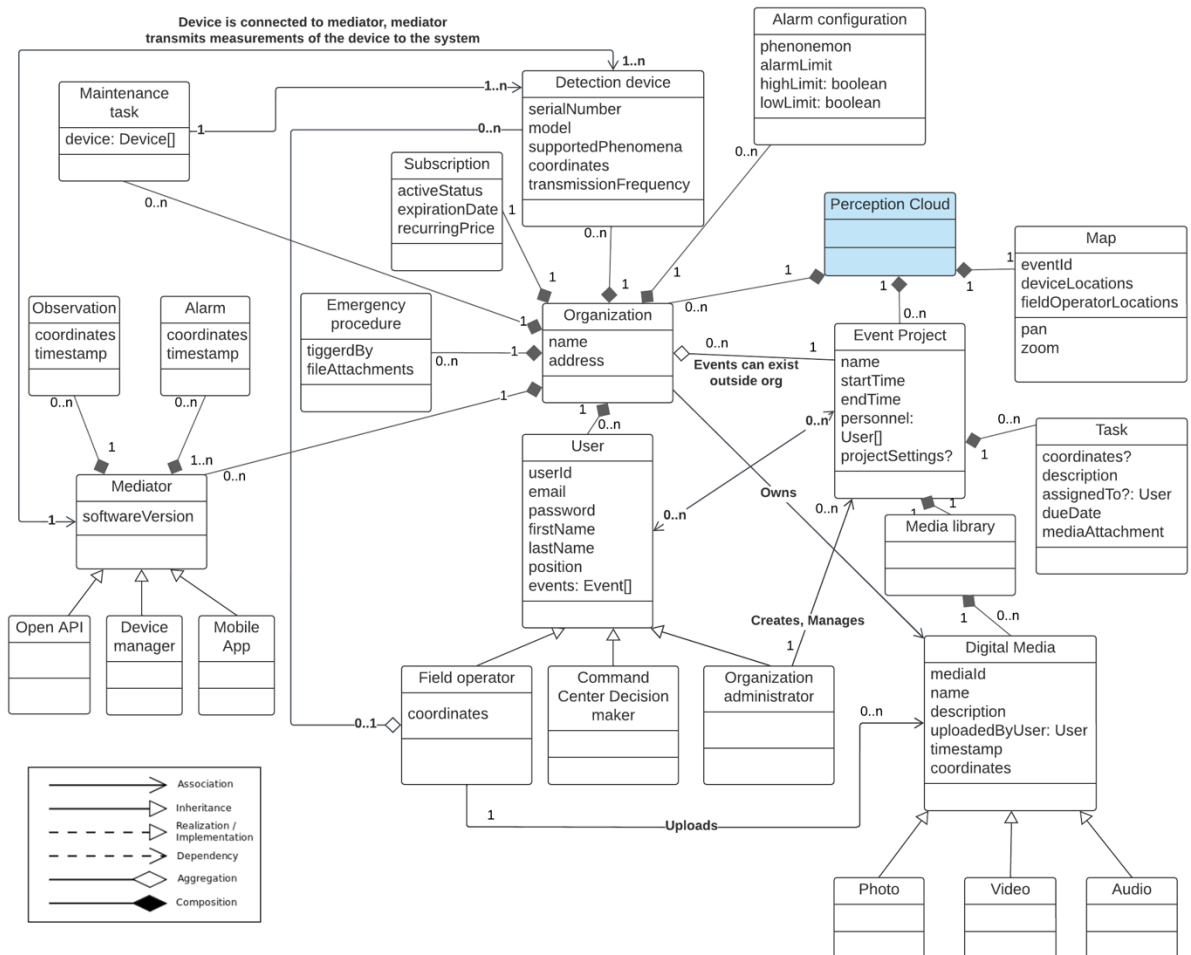 Device is connected to mediator, mediator
transmits measurements of the device to the system
1..n
Alarm configuration
phenonemon
alarmLimit
highLimit: boolean
lowLimit: boolean
0..n
Maintenance
task
device: Device[]
1
1..n
0..n
Detection device
serialNumber
model
supportedPhenomena
coordinates
transmissionFrequency
0..n
0..n
Subscription
activeStatus
expirationDate
recurringPrice
1
1
1
1
Perception Cloud
1
1
1
1
0..n
0..n
Map
eventId
deviceLocations
fieldOperatorLocations
pan
zoom
Observation
coordinates
timestamp
0..n
Alarm
coordinates
timestamp
0..n
Emergency
procedure
tiggerdBy
fileAttachments
0..n
1
1
1
Organization
name
address
1
0..n
0..n
1
Events can exist
outside org
Event Project
name
startTime
endTime
personnel:
User[]
projectSettings?
0..n
0..n
1
1
1
0..n
Task
coordinates?
description
assignedTo?: User
dueDate
mediaAttachment
1
1..n
0..n
Mediator
softwareVersion
1
User
userId
email
password
firstName
lastName
position
events: Event[]
0..n
Owns
Media library
1
0..n
Open API
Device
manager
Mobile
App
Creates, Manages
1
Field operator
coordinates
0..1
1
Command
Center Decision
maker
Organization
administrator
0..n
Digital Media
mediaId
name
description
uploadedByUser: User
timestamp
coordinates
Uploads
Association
Inheritance
Realization /
Implementation
Dependency
Aggregation
Composition
Photo
Video
Audio